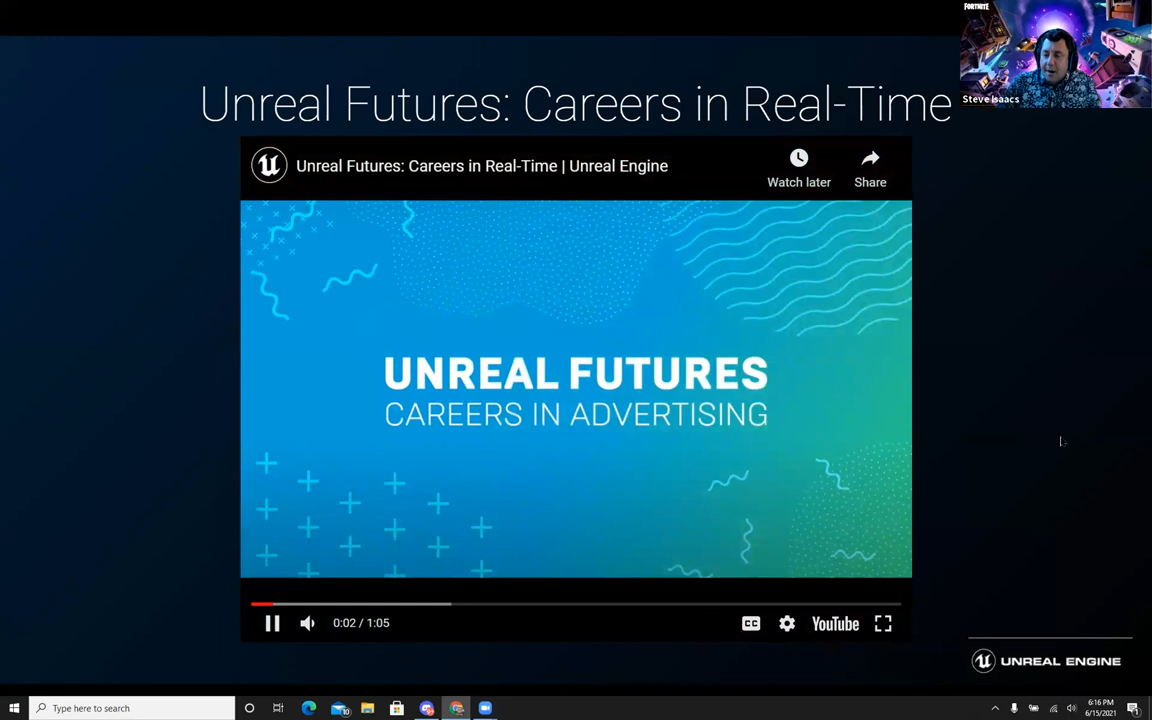 FORTNITE
Steve Isaacs
Unreal Futures: Careers in Real-Time
Unreal Futures: Careers in Real-Time | Unreal Engine
Watch later
Share
UNREAL FUTURES
CAREERS IN ADVERTISING
0:02 / 1:05
CC
YouTube
UNREAL ENGINE
Type here to search
10
6:16 PM
6/15/2021